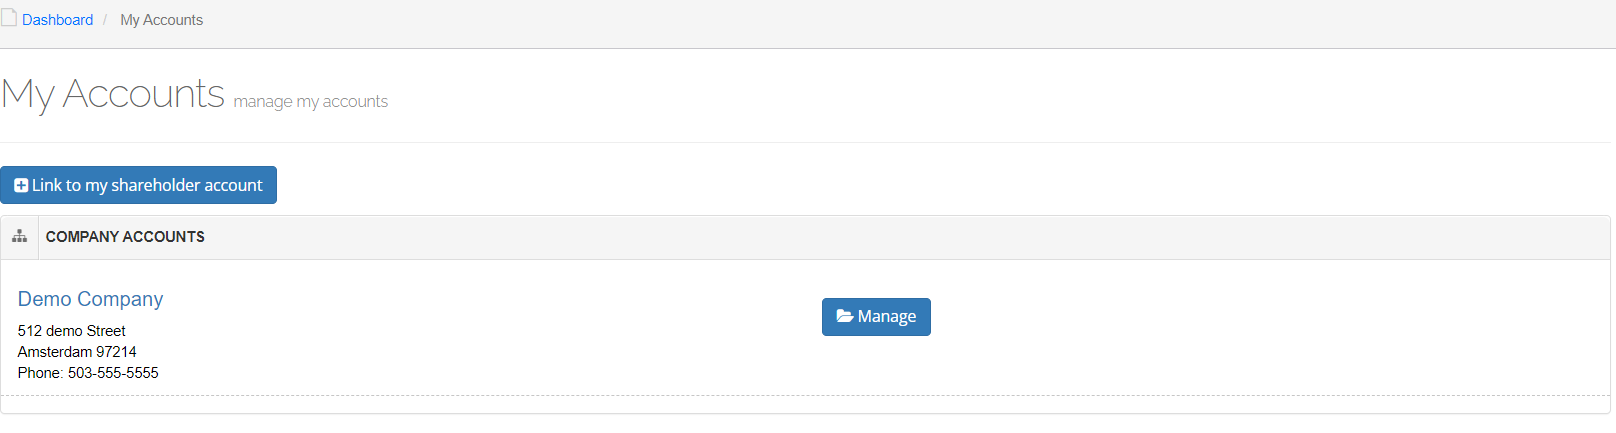 Dashboard / My Accounts
My Accounts manage my accounts
Link to my shareholder account
COMPANY ACCOUNTS
Demo Company
Manage
512 demo Street
Amsterdam 97214
Phone: 503-555-5555